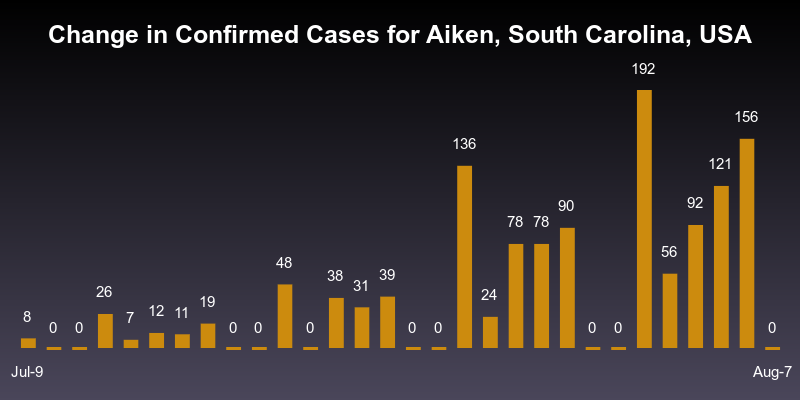 Change in Confirmed Cases for Aiken, South Carolina, USA
8 0 0 26 7 12 11 19 0 0 48 0 38 31 39 0 0 136 24 78 78 90 0 0 192 56 92 121 156 0
Jul-9 Aug-7